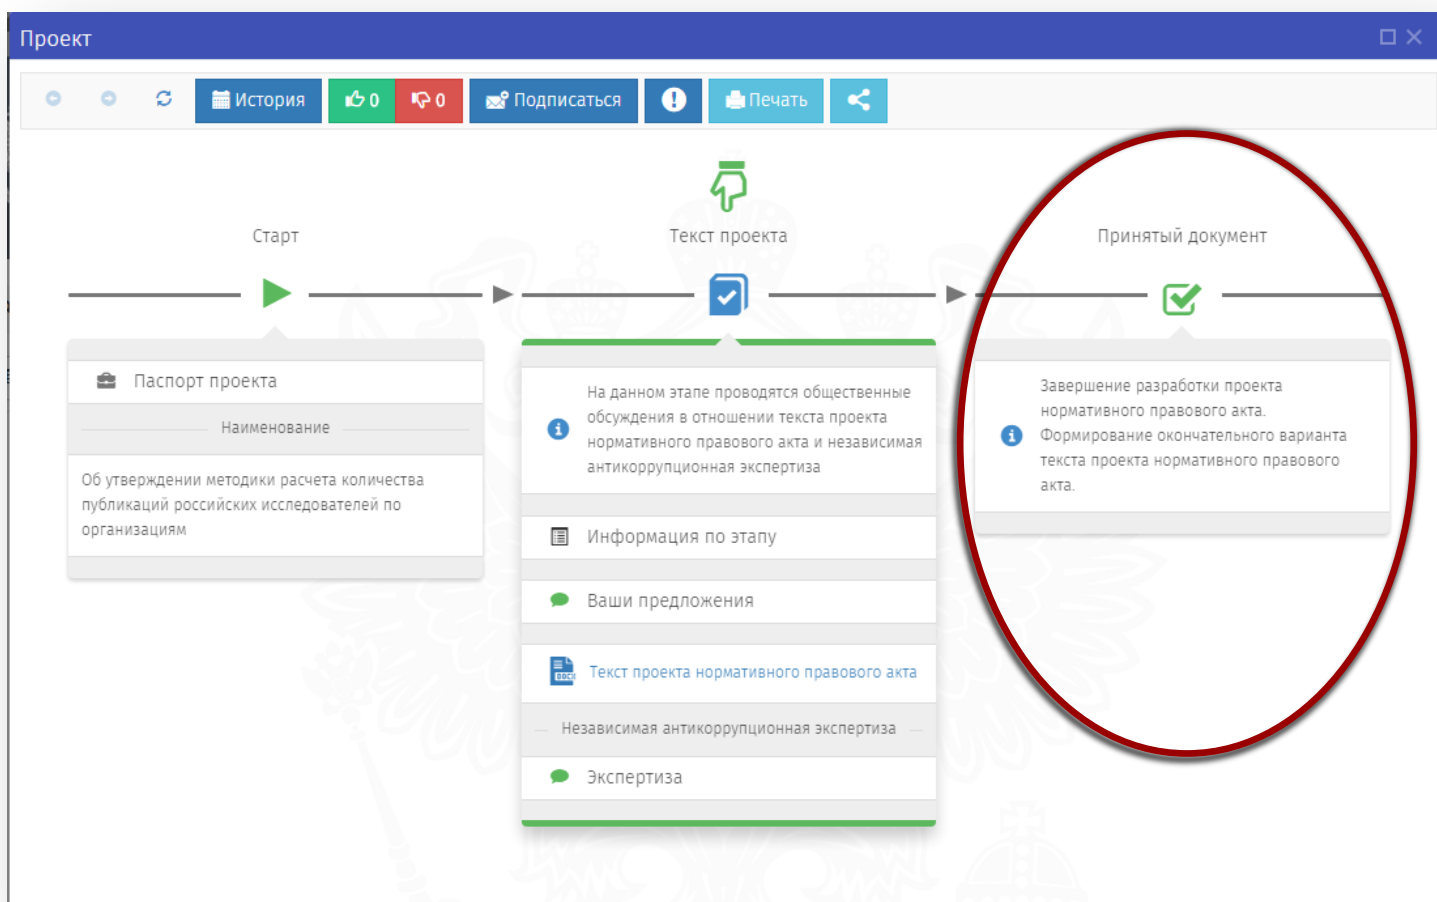 Проект
История
0
0
Подписаться
Печать
Старт
Текст проекта
Принятый документ
Паспорт проекта
Наименование
Об утверждении методики расчета количества
публикаций российских исследователей по
организациям
На данном этапе проводятся общественные
обсуждения в отношении текста проекта
нормативного правового акта и независимая
антикоррупционная экспертиза
Информация по этапу
Ваши предложения
DOCX
Текст проекта нормативного правового акта
Независимая антикоррупционная экспертиза
Экспертиза
Завершение разработки проекта
нормативного правового акта.
Формирование окончательного варианта
текста проекта нормативного правового
акта.